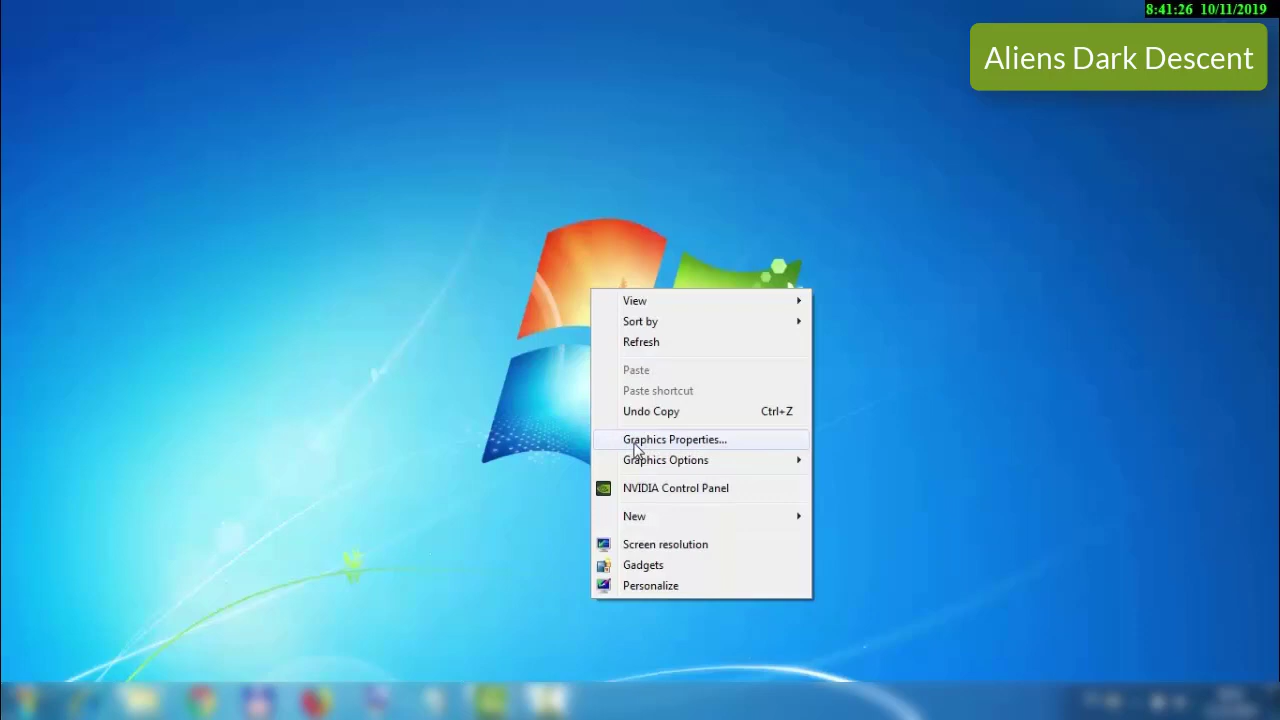 8:41:26 10/11/2019
Aliens Dark Descent
View
Sort by
Refresh
Paste
Paste shortcut
Undo Copy Ctrl+Z
Graphics Properties...
Graphics Options
NVIDIA Control Panel
New
Screen resolution
Gadgets
Personalize